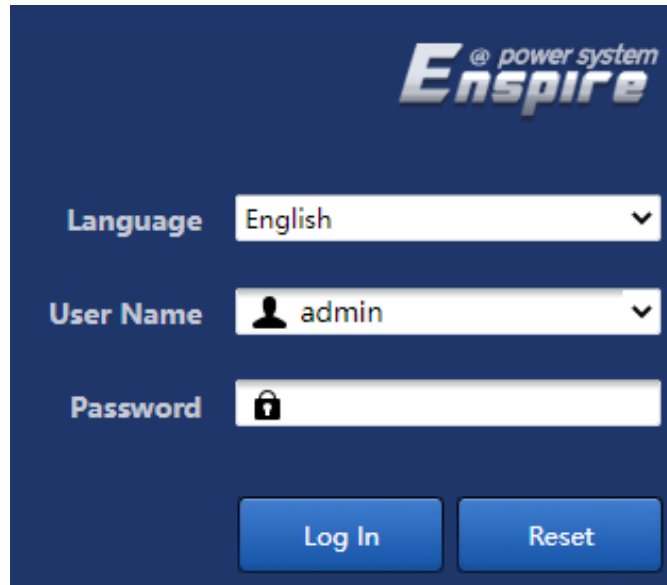 @ power system
Enspire
Language English
User Name admin
Password
Log In Reset